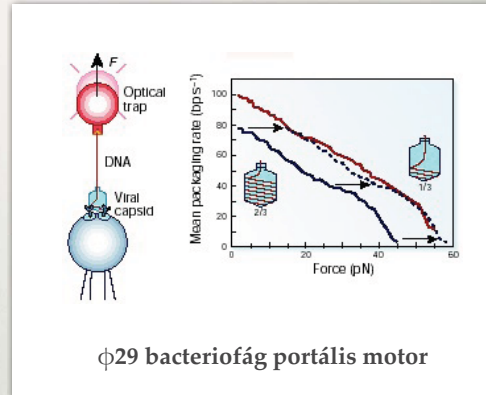 F
Optical
trap
DNA
Viral
capsid
Mean packaging rate (bp s⁻¹)
100
80
60
40
20
0
0
20
40
60
Force (pN)
2/3
1/3
ϕ29 bacteriofág portális motor